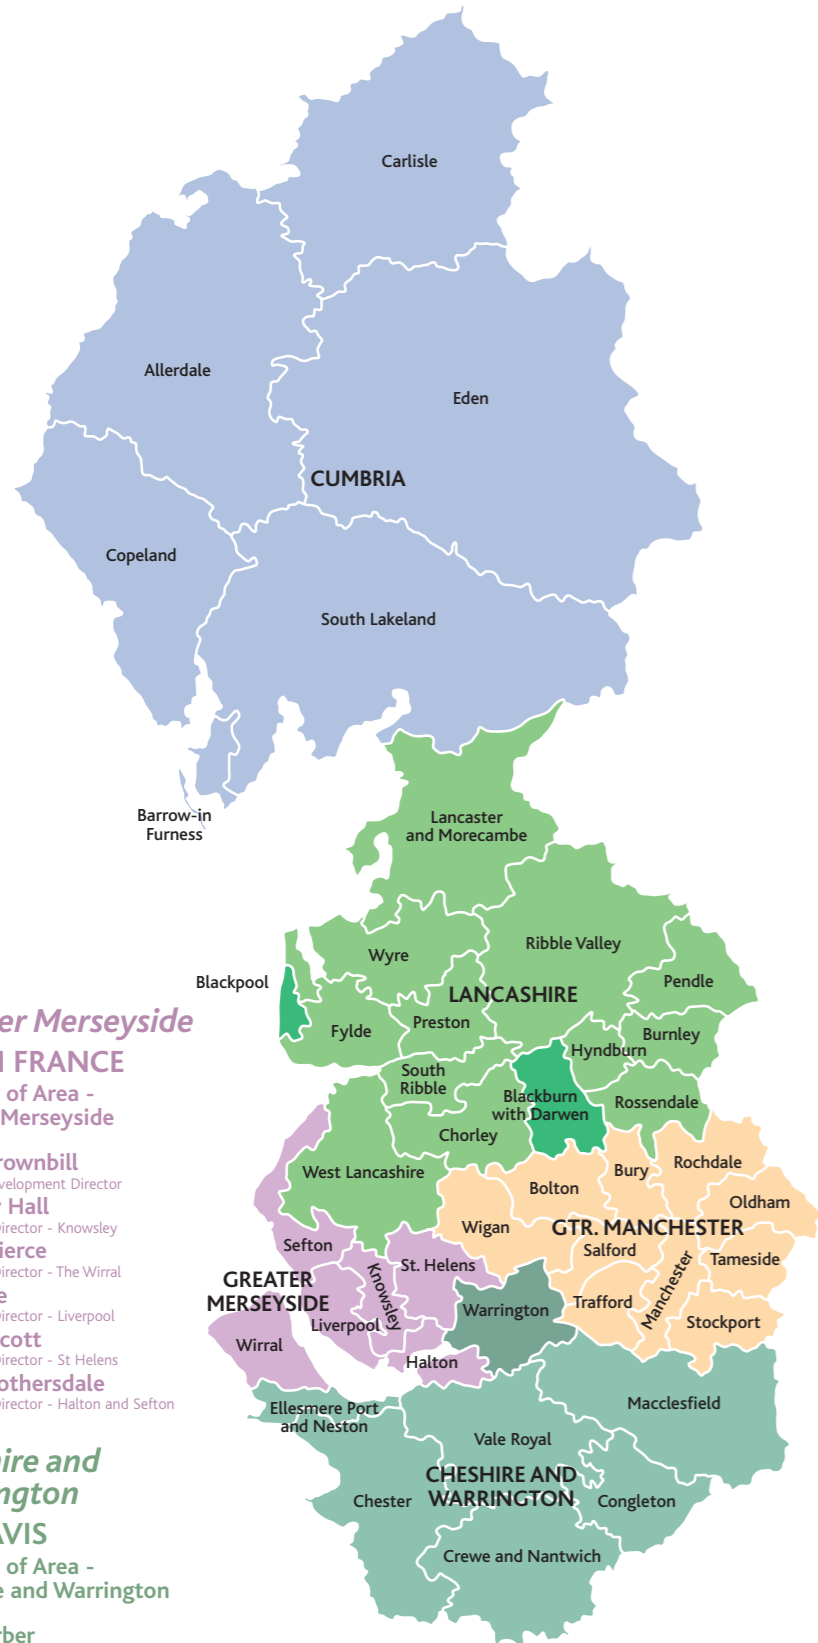 Carlisle
Allerdale
Eden
CUMBRIA
Copeland
South Lakeland
Barrow-in
Furness
Lancaster
and Morecambe
Wyre
Ribble Valley
Blackpool
Pendle
LANCASHIRE
Fylde
Preston
Burnley
Hyndburn
South
Ribble
Blackburn
with Darwen
Rossendale
Chorley
West Lancashire
Bury
Rochdale
Bolton
Oldham
Wigan
GTR. MANCHESTER
Salford
Tameside
Manchester
Trafford
Stockport
Sefton
St. Helens
Knowsley
GREATER
MERSEYSIDE
Liverpool
Warrington
Wirral
Halton
Ellesmere Port
and Neston
Macclesfield
Vale Royal
CHESHIRE AND
WARRINGTON
Chester
Congleton
Crewe and Nantwich
er Merseyside
FRANCE
of Area -
Merseyside
rownbill
velopment Director
Hall
Director - Knowsley
ierce
Director - The Wirral
e
Director - Liverpool
cott
Director - St Helens
othersdale
Director - Halton and Sefton
ire and
ngton
AVIS
of Area -
e and Warrington
rber